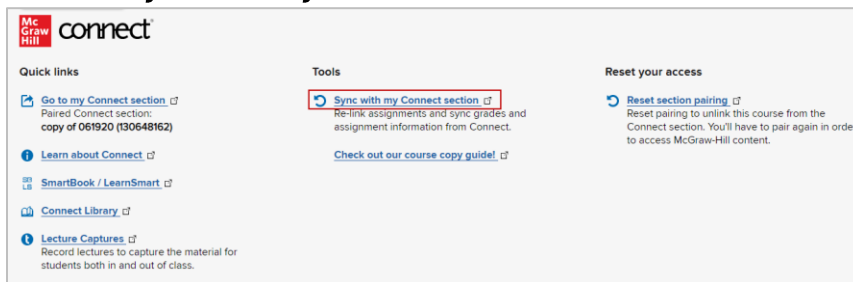 Mc
Graw
Hill
connect
Quick links
Go to my Connect section
Paired Connect section:
copy of 061920 (130648162)
Learn about Connect
SmartBook / LearnSmart
Connect Library
Lecture Captures
Record lectures to capture the material for
students both in and out of class.
Tools
Sync with my Connect section
Re-link assignments and sync grades and
assignment information from Connect.
Check out our course copy guide!
Reset your access
Reset section pairing
Reset pairing to unlink this course from the
Connect section. You'll have to pair again in orde
to access McGraw-Hill content.